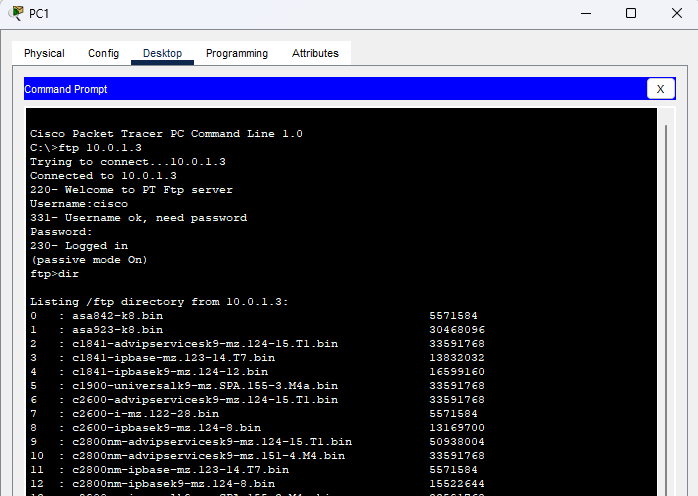 PC1
Physical Config Desktop Programming Attributes
Command Prompt X
Cisco Packet Tracer PC Command Line 1.0
C:\>ftp 10.0.1.3
Trying to connect...10.0.1.3
Connected to 10.0.1.3
220- Welcome to PT Ftp server
Username:cisco
331- Username ok, need password
Password:
230- Logged in
(passive mode On)
ftp>dir
Listing /ftp directory from 10.0.1.3:
0 : asa842-k8.bin 5571584
1 : asa923-k8.bin 30468096
2 : c1841-advipservicesk9-mz.124-15.T1.bin 33591768
3 : c1841-ipbase-mz.123-14.T7.bin 13832032
4 : c1841-ipbasek9-mz.124-12.bin 16599160
5 : c1900-universalk9-mz.SPA.155-3.M4a.bin 33591768
6 : c2600-advipservicesk9-mz.124-15.T1.bin 33591768
7 : c2600-i-mz.122-28.bin 5571584
8 : c2600-ipbasek9-mz.124-8.bin 13169700
9 : c2800nm-advipservicesk9-mz.124-15.T1.bin 50938004
10 : c2800nm-advipservicesk9-mz.151-4.M4.bin 33591768
11 : c2800nm-ipbase-mz.123-14.T7.bin 5571584
12 : c2800nm-ipbasek9-mz.124-8.bin 15522644